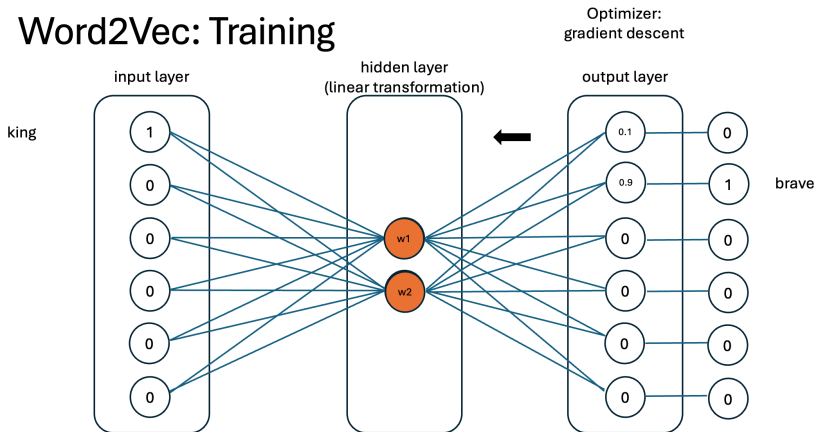 Word2Vec: Training
Optimizer:
gradient descent
input layer
hidden layer
(linear transformation)
output layer
king
1
0.1
0
0
0.9
1
brave
0
w1
0
0
0
w2
0
0
0
0
0
0
0
0